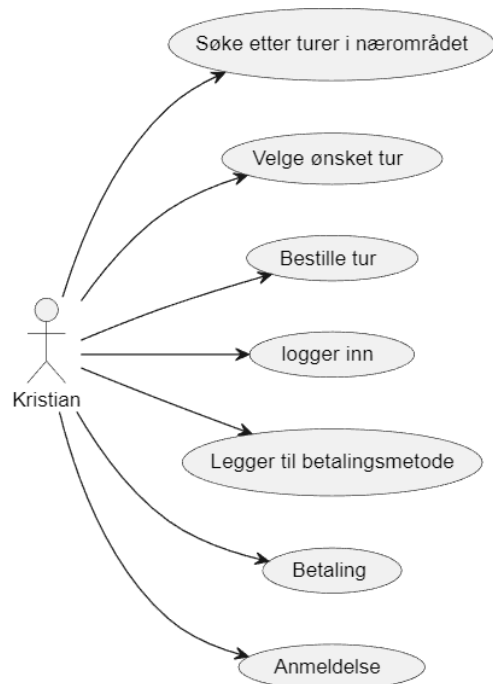 Søke etter turer i nærområdet
Velge ønsket tur
Bestille tur
logger inn
Kristian
Legger til betalingsmetode
Betaling
Anmeldelse